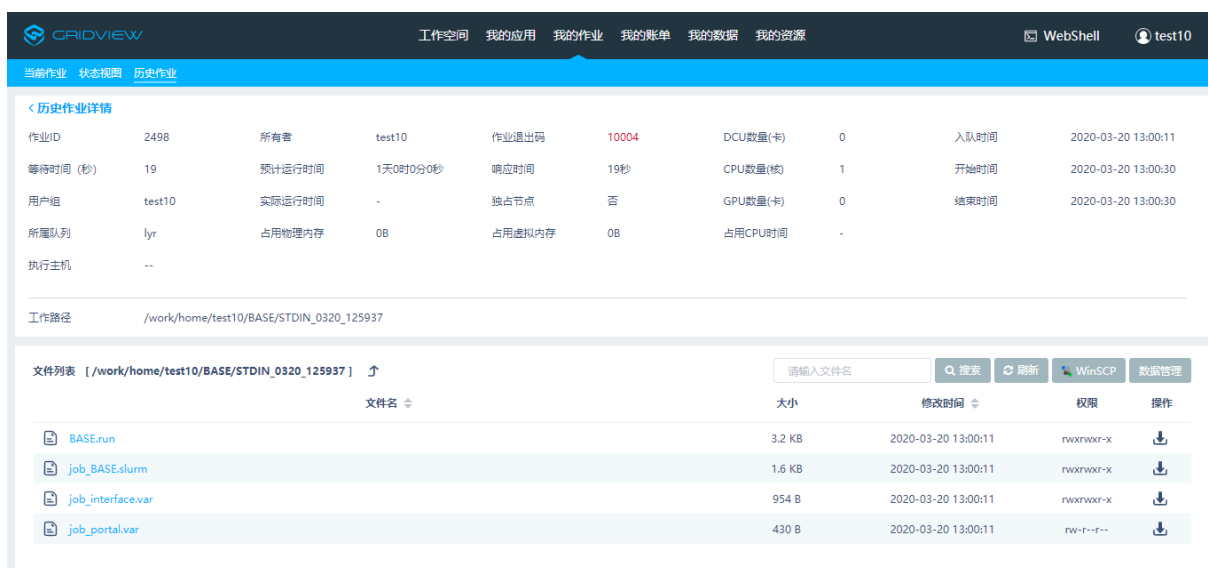 GRIDVIEW 工作空间 我的应用 我的作业 我的账单 我的数据 我的资源 WebShell test10
当前作业 状态视图 历史作业
<历史作业详情
作业ID 2498 所有者 test10 作业退出码 10004 DCU数量(卡) 0 入队时间 2020-03-20 13:00:11
等待时间（秒） 19 预计运行时间 1天0时0分0秒 响应时间 19秒 CPU数量(核) 1 开始时间 2020-03-20 13:00:30
用户组 test10 实际运行时间 - 独占节点 否 GPU数量(卡) 0 结束时间 2020-03-20 13:00:30
所属队列 lyr 占用物理内存 0B 占用虚拟内存 0B 占用CPU时间 -
执行主机 --
工作路径 /work/home/test10/BASE/STDIN_0320_125937
文件列表 [ /work/home/test10/BASE/STDIN_0320_125937 ] 请输入文件名 搜索 刷新 WinSCP 数据管理
文件名 大小 修改时间 权限 操作
BASE.run 3.2 KB 2020-03-20 13:00:11 rwxrwxr-x
job_BASE.slurm 1.6 KB 2020-03-20 13:00:11 rwxrwxr-x
job_interface.var 954 B 2020-03-20 13:00:11 rwxrwxr-x
job_portal.var 430 B 2020-03-20 13:00:11 rw-r--r--